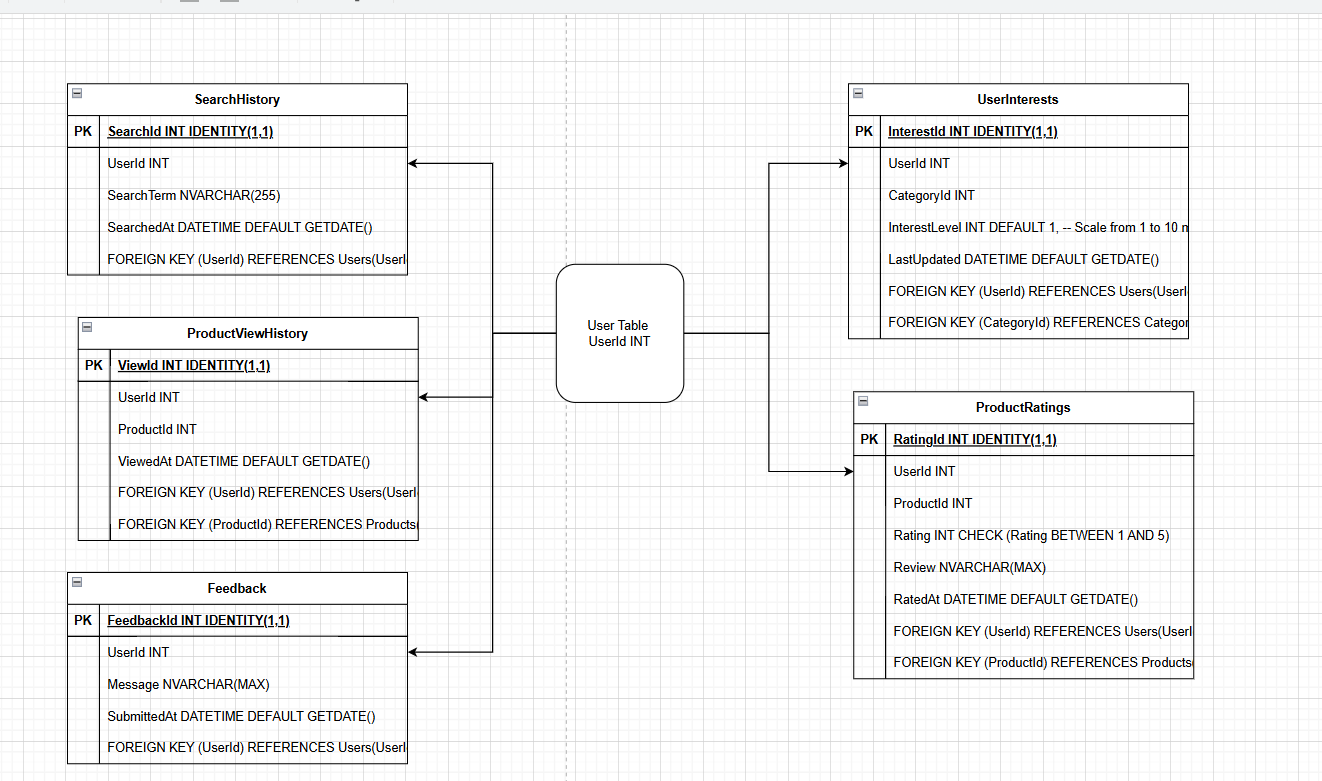 SearchHistory
PK SearchId INT IDENTITY(1,1)
UserId INT
SearchTerm NVARCHAR(255)
SearchedAt DATETIME DEFAULT GETDATE()
FOREIGN KEY (UserId) REFERENCES Users(UserI
ProductViewHistory
PK ViewId INT IDENTITY(1,1)
UserId INT
ProductId INT
ViewedAt DATETIME DEFAULT GETDATE()
FOREIGN KEY (UserId) REFERENCES Users(UserI
FOREIGN KEY (ProductId) REFERENCES Products(
Feedback
PK FeedbackId INT IDENTITY(1,1)
UserId INT
Message NVARCHAR(MAX)
SubmittedAt DATETIME DEFAULT GETDATE()
FOREIGN KEY (UserId) REFERENCES Users(UserI
User Table
UserId INT
UserInterests
PK InterestId INT IDENTITY(1,1)
UserId INT
CategoryId INT
InterestLevel INT DEFAULT 1, -- Scale from 1 to 10 n
LastUpdated DATETIME DEFAULT GETDATE()
FOREIGN KEY (UserId) REFERENCES Users(UserI
FOREIGN KEY (CategoryId) REFERENCES Categor
ProductRatings
PK RatingId INT IDENTITY(1,1)
UserId INT
ProductId INT
Rating INT CHECK (Rating BETWEEN 1 AND 5)
Review NVARCHAR(MAX)
RatedAt DATETIME DEFAULT GETDATE()
FOREIGN KEY (UserId) REFERENCES Users(UserI
FOREIGN KEY (ProductId) REFERENCES Products(